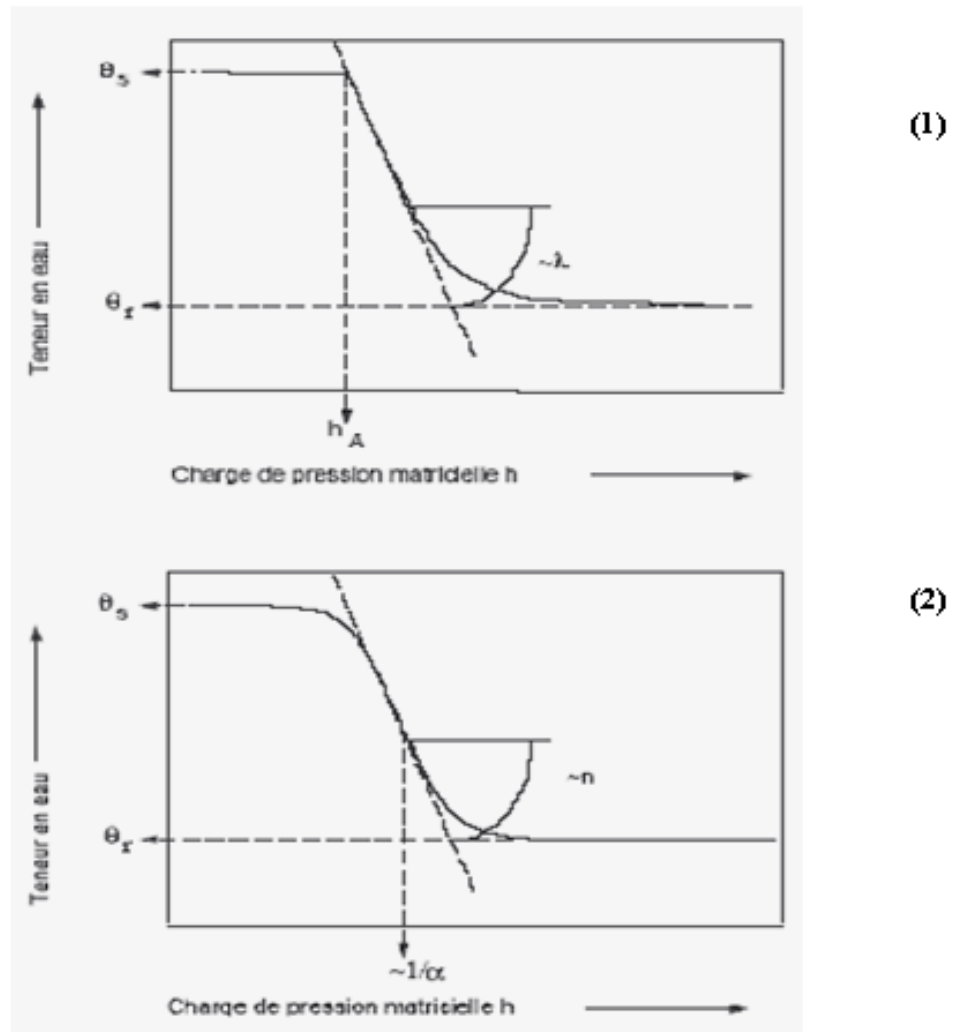 θs
(1)
~λ
θr
Teneur en eau
hA
Charge de pression matricielle h
θs
(2)
~n
θr
Teneur en eau
~1/α
Charge de pression matrisielle h